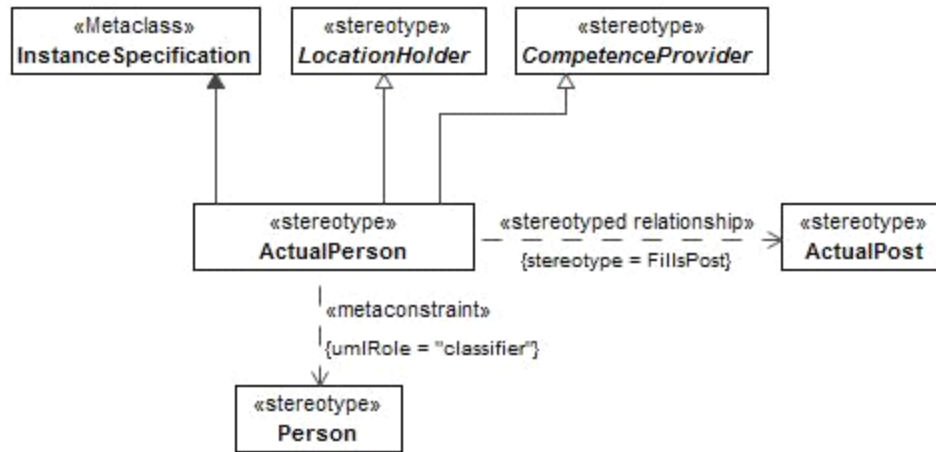 «Metaclass»
InstanceSpecification
«stereotype»
LocationHolder
«stereotype»
CompetenceProvider
«stereotype»
ActualPerson
«stereotyped relationship»
{stereotype = FillsPost}
«stereotype»
ActualPost
«metaconstraint»
{umlRole = "classifier"}
«stereotype»
Person